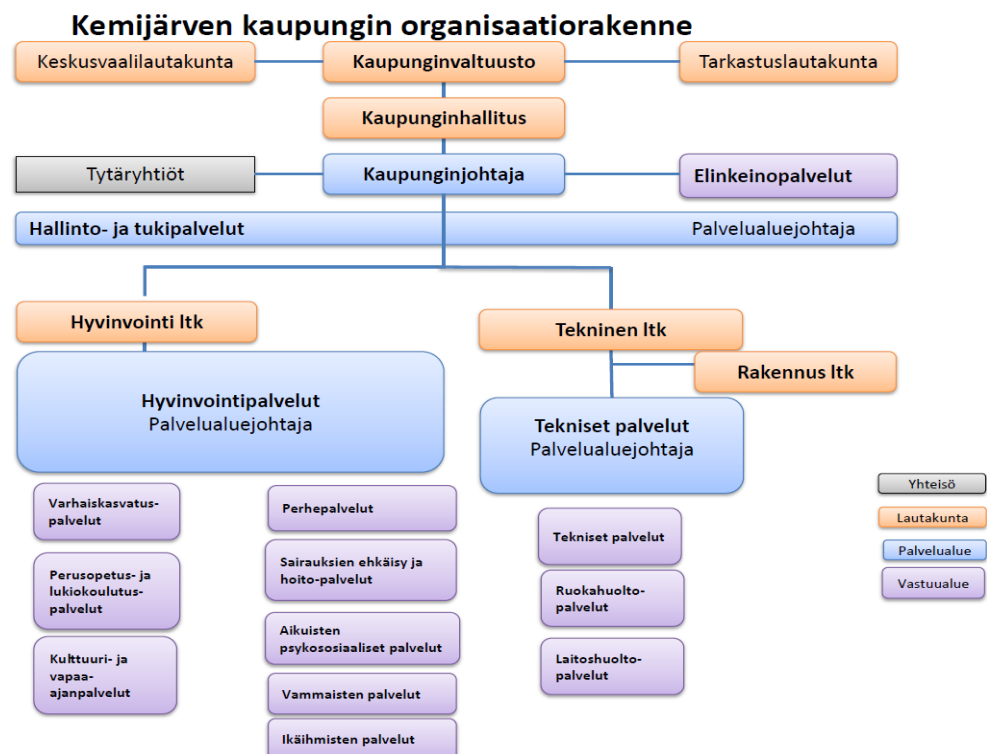 Kemijärven kaupungin organisaatiorakenne
Keskusvaalilautakunta
Kaupunginvaltuusto
Tarkastuslautakunta
Kaupunginhallitus
Tytäryhtiöt
Kaupunginjohtaja
Elinkeinopalvelut
Hallinto- ja tukipalvelut
Palvelualuejohtaja
Hyvinvointi ltk
Tekninen ltk
Rakennus ltk
Hyvinvointipalvelut
Palvelualuejohtaja
Tekniset palvelut
Palvelualuejohtaja
Varhaiskasvatus-
palvelut
Perusopetus- ja
lukiokoulutus-
palvelut
Kulttuuri- ja
vapaa-
ajanpalvelut
Perhepalvelut
Sairauksien ehkäisy ja
hoito-palvelut
Aikuisten
psykososiaaliset palvelut
Vammaisten palvelut
Ikäihmisten palvelut
Tekniset palvelut
Ruokahuolto-
palvelut
Laitoshuolto-
palvelut
Yhteisö
Lautakunta
Palvelualue
Vastuualue